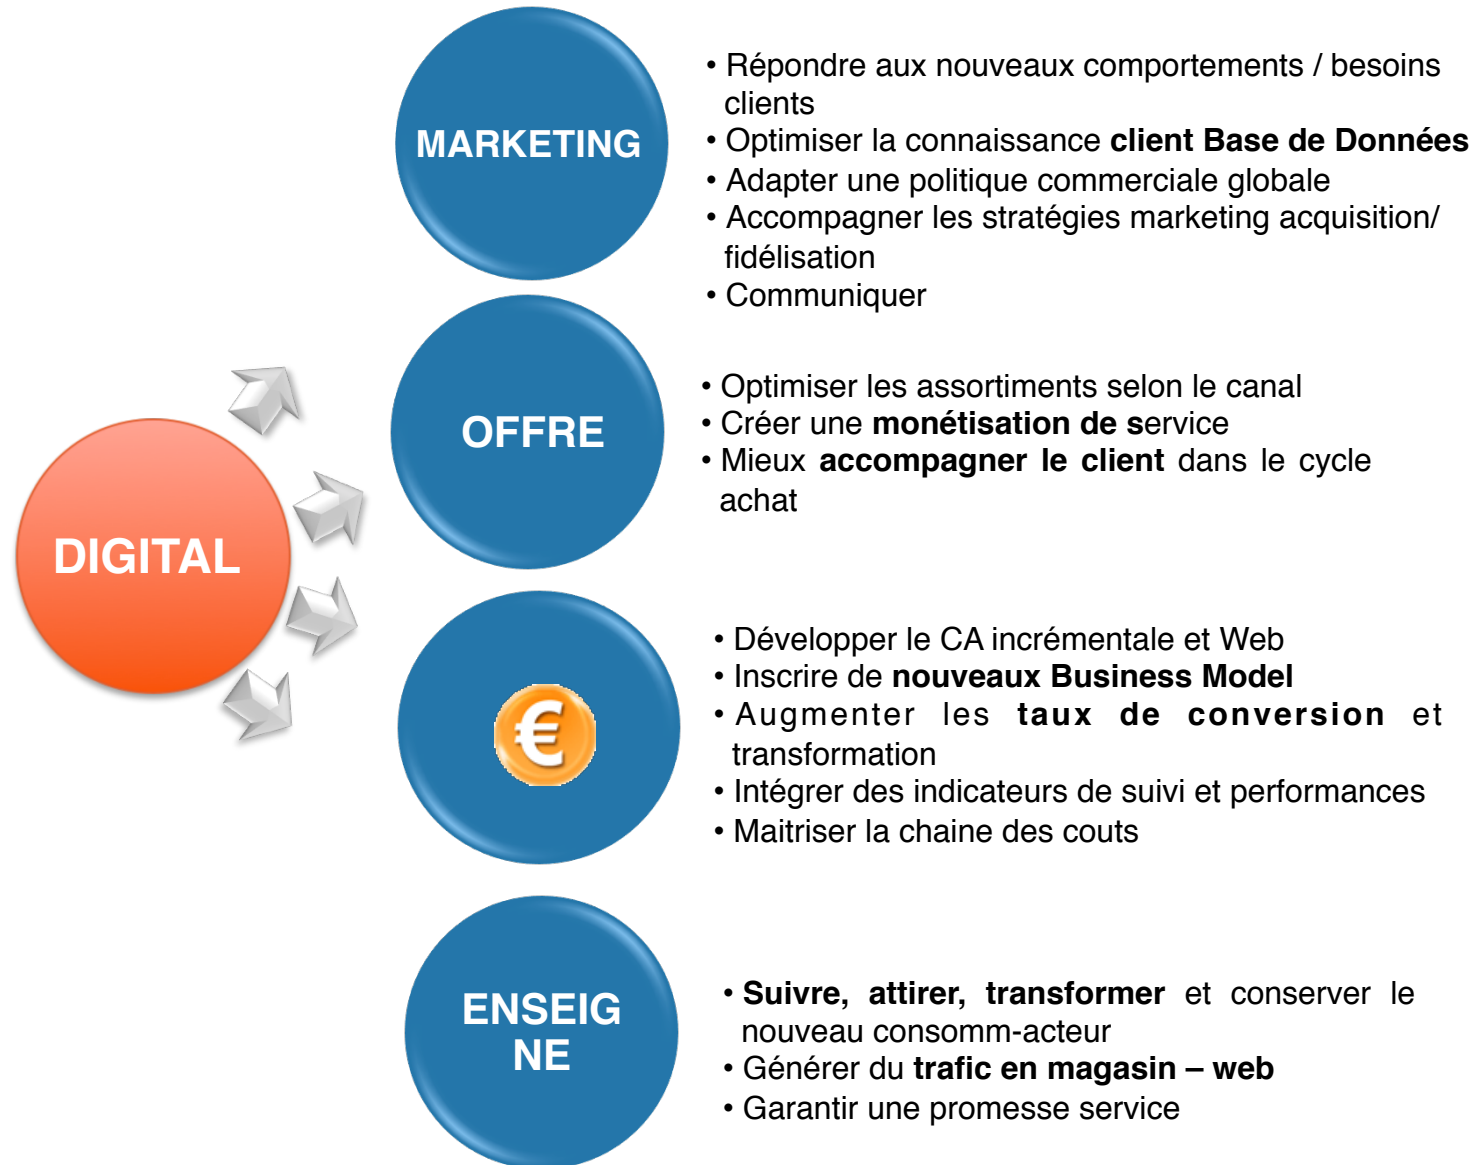 MARKETING
• Répondre aux nouveaux comportements / besoins
clients
• Optimiser la connaissance client Base de Données
• Adapter une politique commerciale globale
• Accompagner les stratégies marketing acquisition/
fidélisation
• Communiquer
OFFRE
• Optimiser les assortiments selon le canal
• Créer une monétisation de service
• Mieux accompagner le client dans le cycle
achat
DIGITAL
€
• Développer le CA incrémentale et Web
• Inscrire de nouveaux Business Model
• Augmenter les taux de conversion et
transformation
• Intégrer des indicateurs de suivi et performances
• Maitriser la chaine des couts
ENSEIG
NE
• Suivre, attirer, transformer et conserver le
nouveau consomm-acteur
• Générer du trafic en magasin – web
• Garantir une promesse service